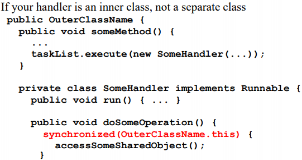 If your handler is an inner class, not a separate class
public OuterClassName {
public void someMethod() {
...
taskList.execute(new SomeHandler(...));
}
private class SomeHandler implements Runnable {
public void run() { ... }
public void doSomeOperation() {
synchronized(OuterClassName.this) {
accessSomeSharedObject();
}